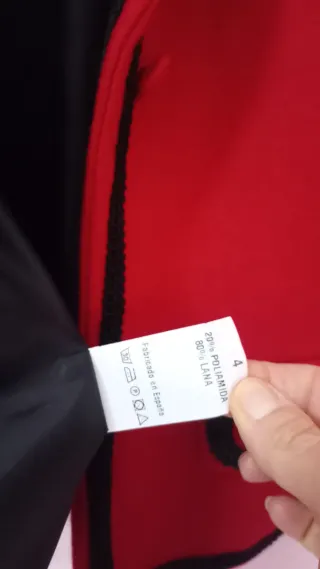 4
20% POLIAMIDA
80% LANA
Fabricado en España